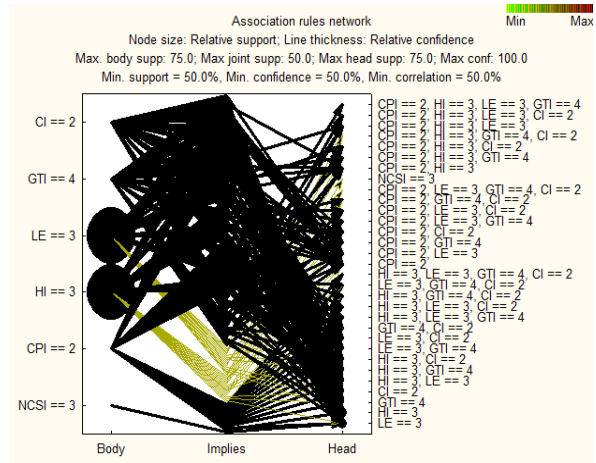 Association rules network
Min Max
Node size: Relative support; Line thickness: Relative confidence
Max. body supp: 75.0; Max joint supp: 50.0; Max head supp: 75.0; Max conf: 100.0
Min. support = 50.0%, Min. confidence = 50.0%, Min. correlation = 50.0%
CI == 2
GTI == 4
LE == 3
HI == 3
CPI == 2
NCSI == 3
CPI == 2, HI == 3, LE == 3, GTI == 4
CPI == 2, HI == 3, LE == 3, CI == 2
CPI == 2, HI == 3, LE == 3
CPI == 2, HI == 3, GTI == 4, CI == 2
CPI == 2, HI == 3, CI == 2
CPI == 2, HI == 3, GTI == 4
CPI == 2, HI == 3
NCSI == 3
CPI == 2, LE == 3, GTI == 4, CI == 2
CPI == 2, GTI == 4, CI == 2
CPI == 2, LE == 3, CI == 2
CPI == 2, LE == 3, GTI == 4
CPI == 2, CI == 2
CPI == 2, GTI == 4
CPI == 2, LE == 3
CPI == 2
HI == 3, LE == 3, GTI == 4, CI == 2
LE == 3, GTI == 4, CI == 2
HI == 3, GTI == 4, CI == 2
HI == 3, LE == 3, CI == 2
HI == 3, LE == 3, GTI == 4
GTI == 4, CI == 2
LE == 3, CI == 2
LE == 3, GTI == 4
HI == 3, CI == 2
HI == 3, GTI == 4
HI == 3, LE == 3
CI == 2
GTI == 4
HI == 3
LE == 3
Body Implies Head